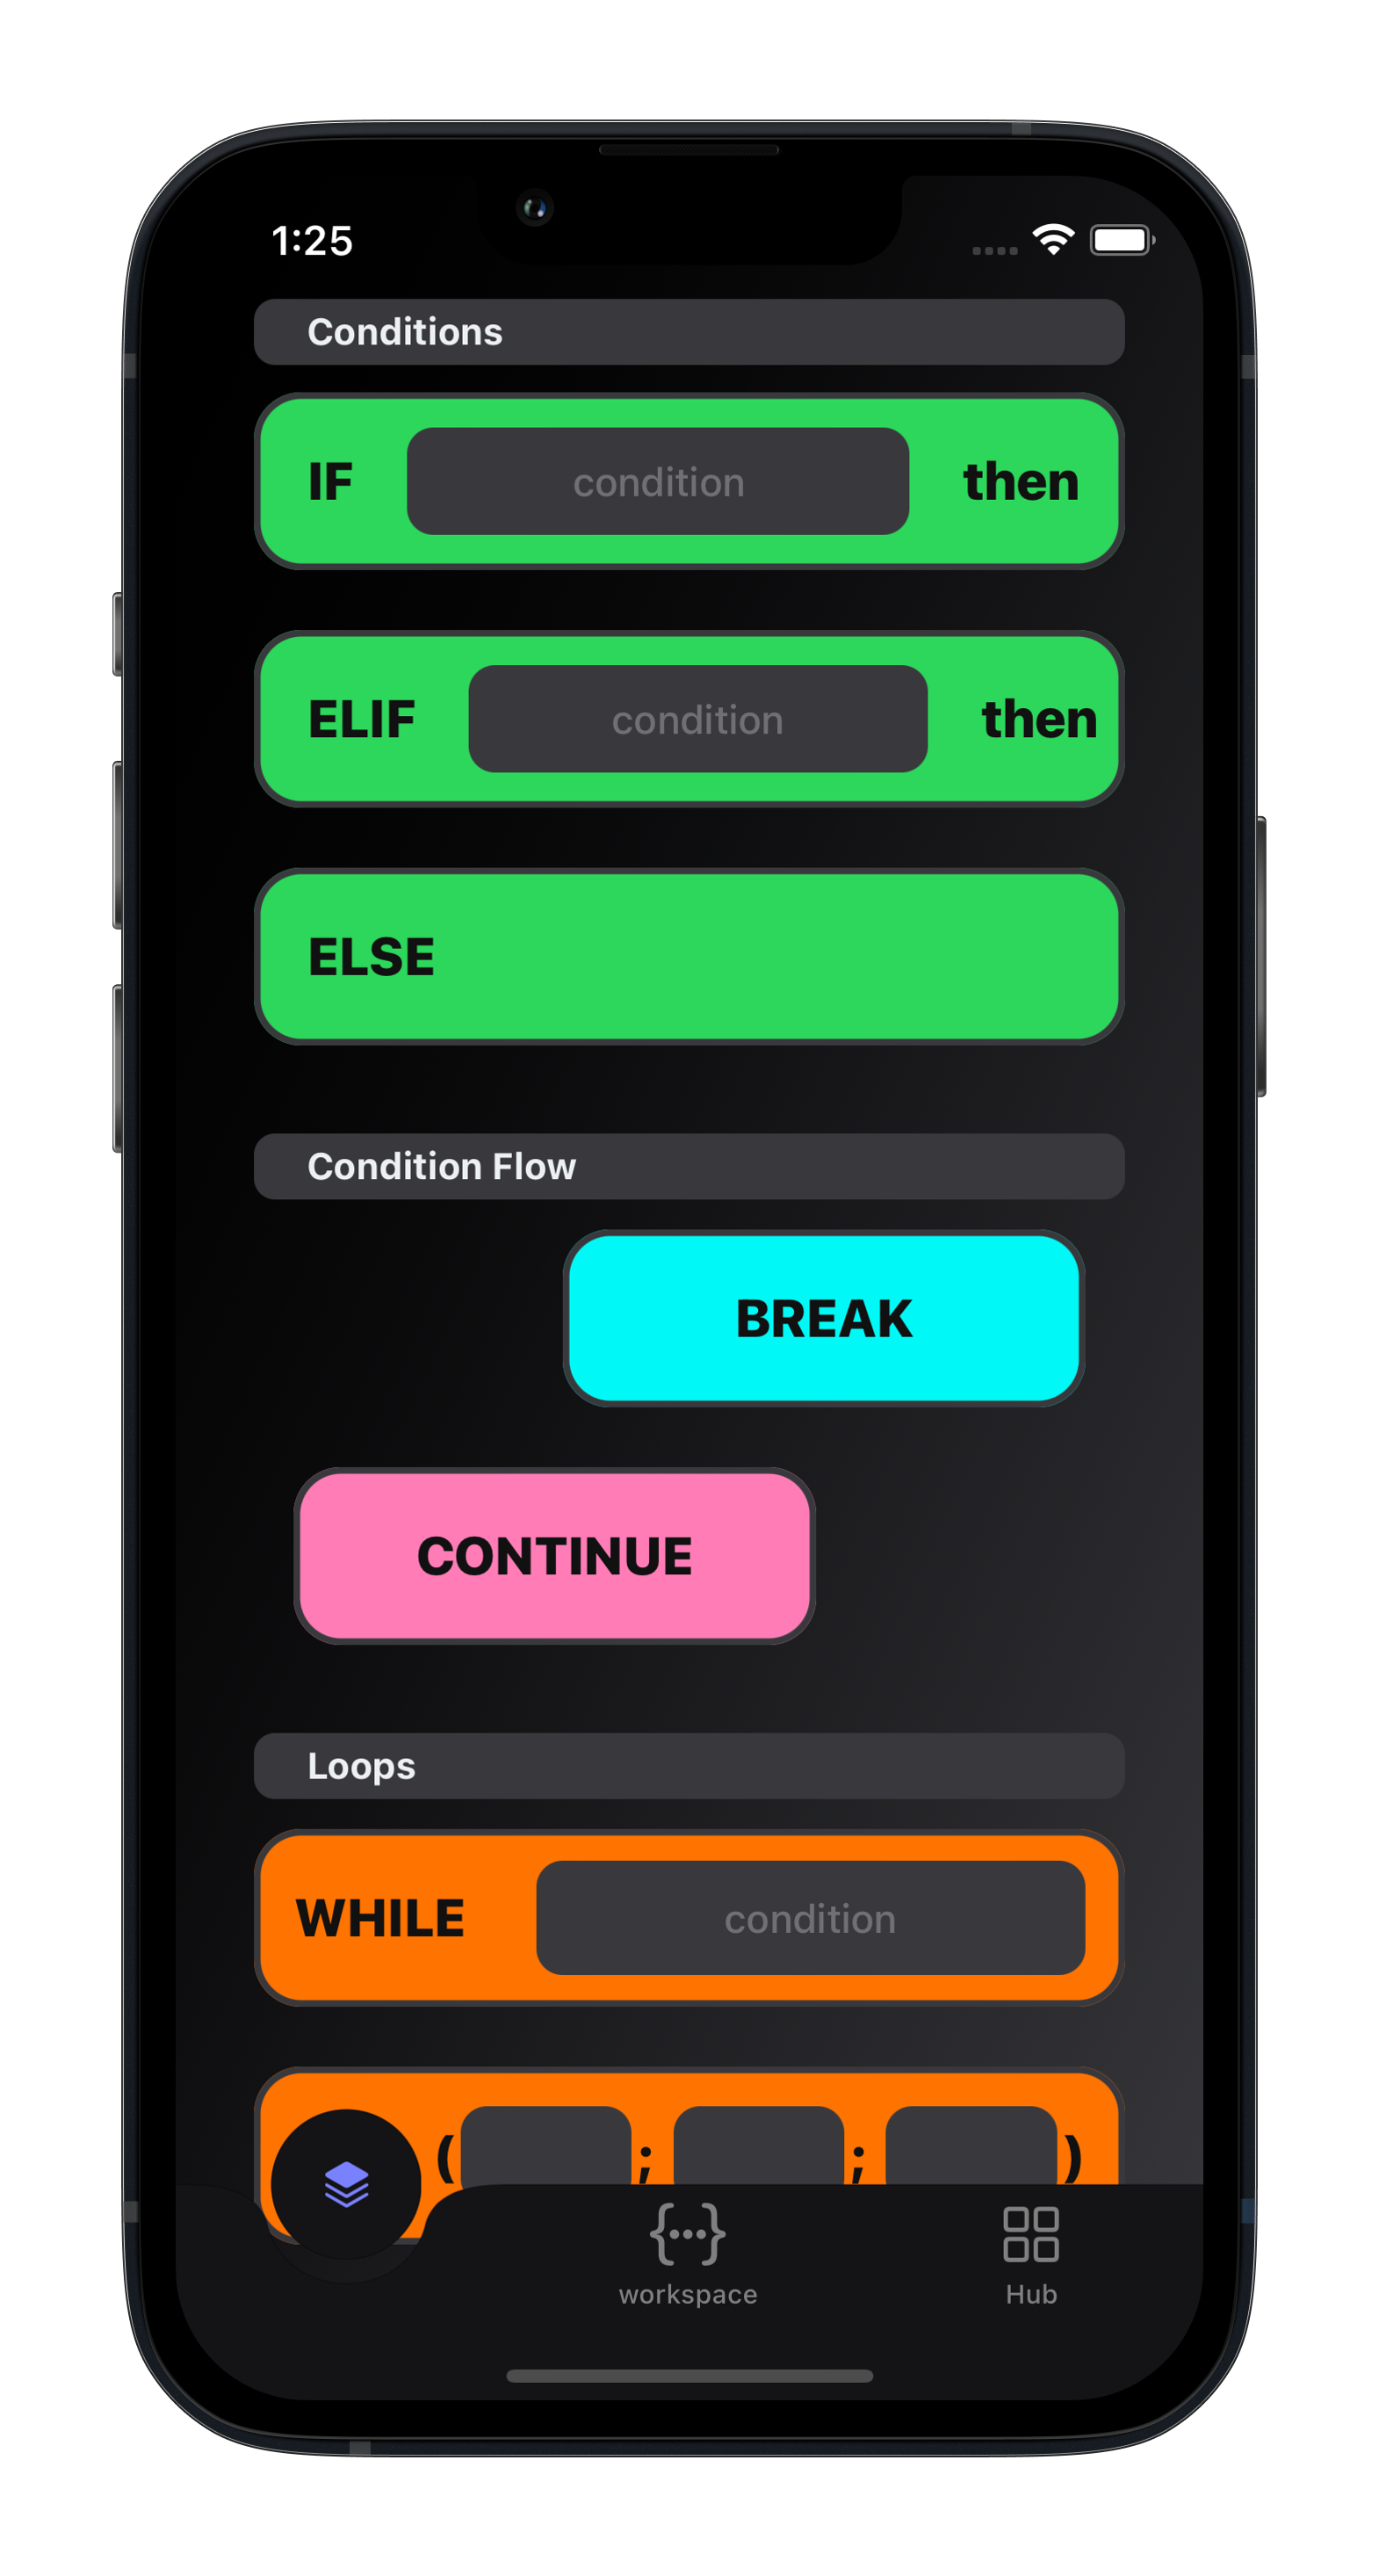 1:25
Conditions
IF condition then
ELIF condition then
ELSE
Condition Flow
BREAK
CONTINUE
Loops
WHILE condition
( ; ; )
{...}
workspace
Hub